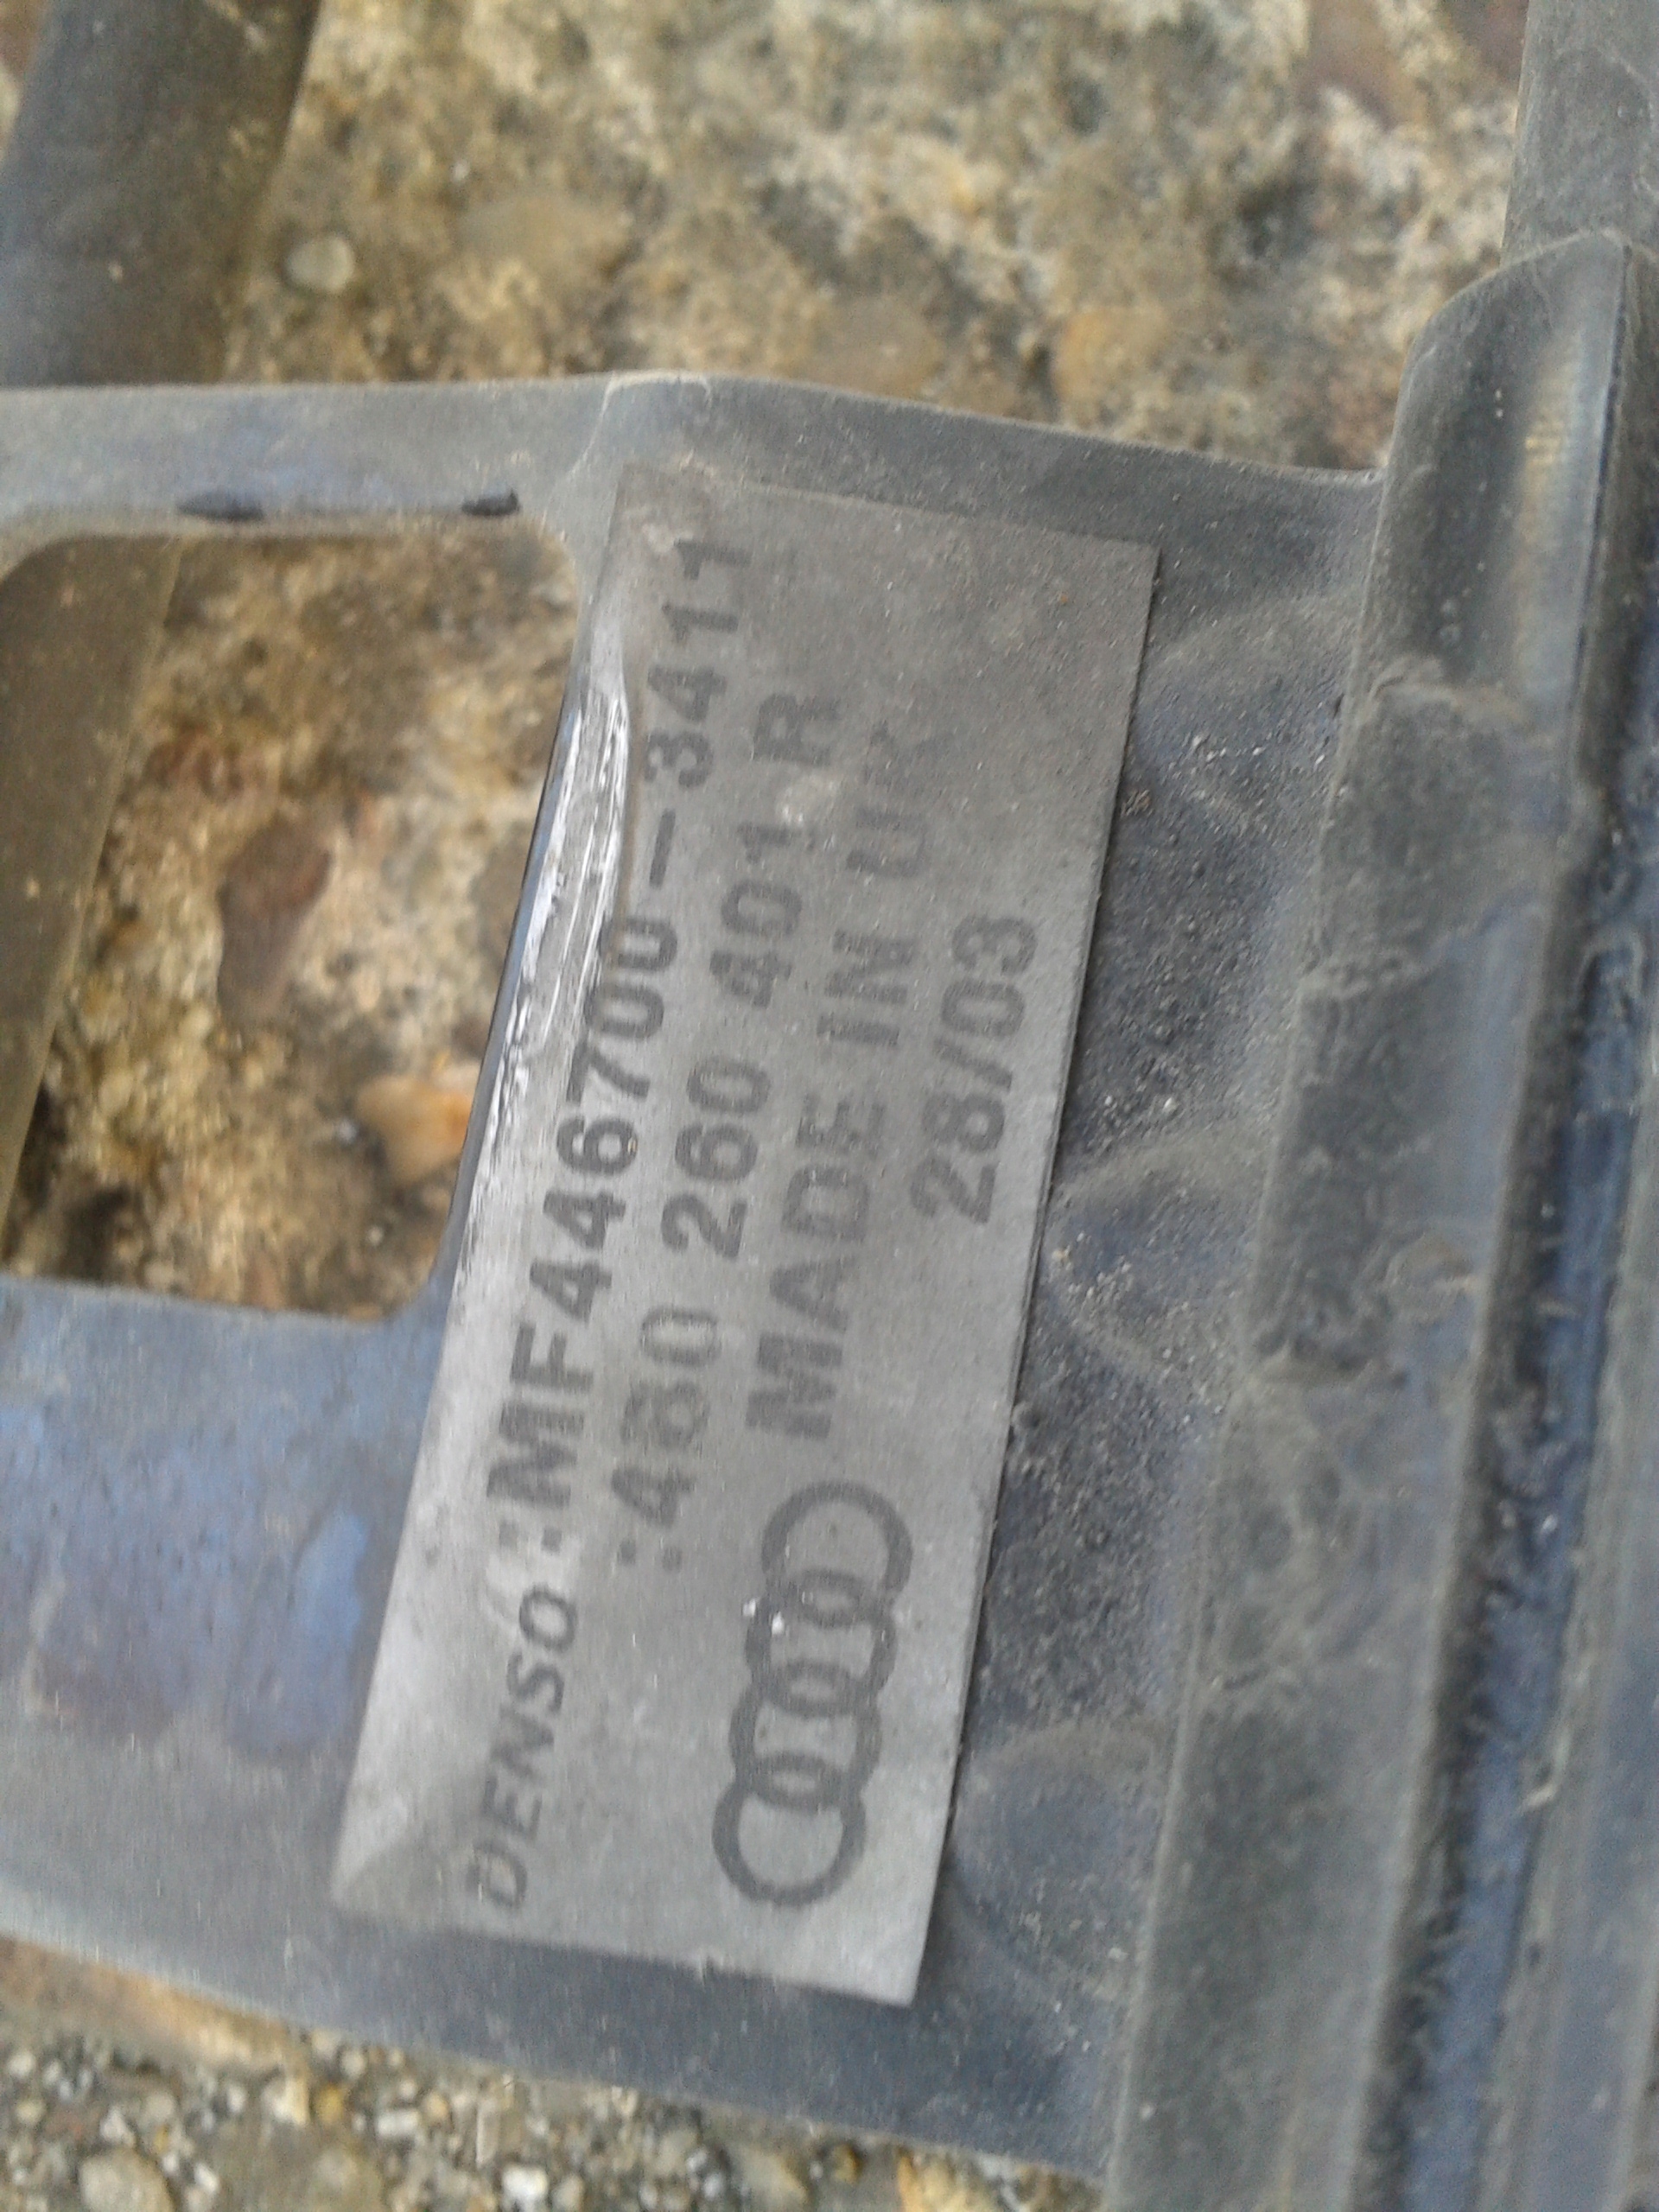 DENSO :MF446700-3411
:4B0 260 401 R
MADE IN UK
28/03